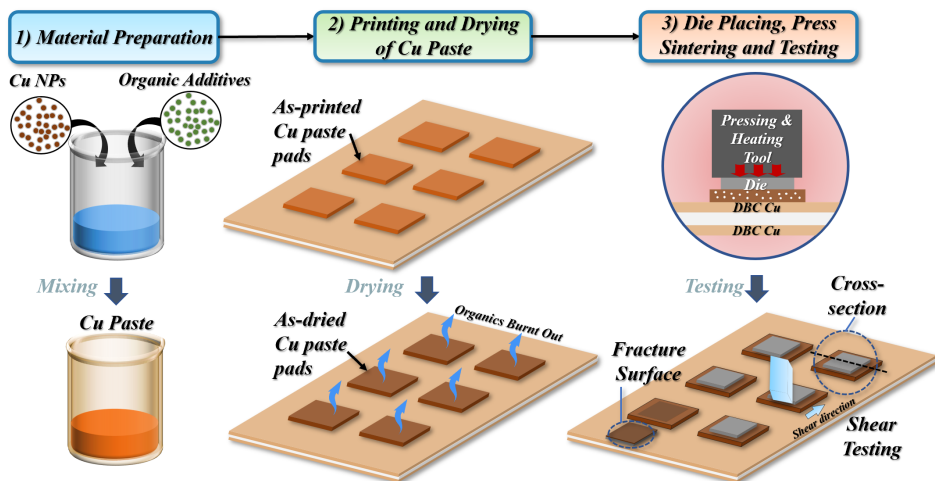 1) Material Preparation
2) Printing and Drying
of Cu Paste
3) Die Placing, Press
Sintering and Testing
Cu NPs
Organic Additives
Mixing
Cu Paste
As-printed
Cu paste
pads
Drying
As-dried
Cu paste
pads
Organics Burnt Out
Pressing &
Heating
Tool
Die
DBC Cu
DBC Cu
Testing
Cross-
section
Fracture
Surface
Shear direction
Shear
Testing